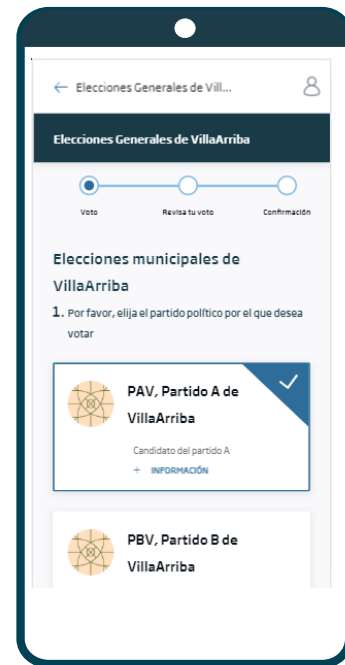 ← Elecciones Generales de Vill...
Elecciones Generales de VillaArriba
Voto Revisa tu voto Confirmación
Elecciones municipales de
VillaArriba
1. Por favor, elija el partido político por el que desea
votar
PAV, Partido A de
VillaArriba
Candidato del partido A
+ INFORMACIÓN
PBV, Partido B de
VillaArriba